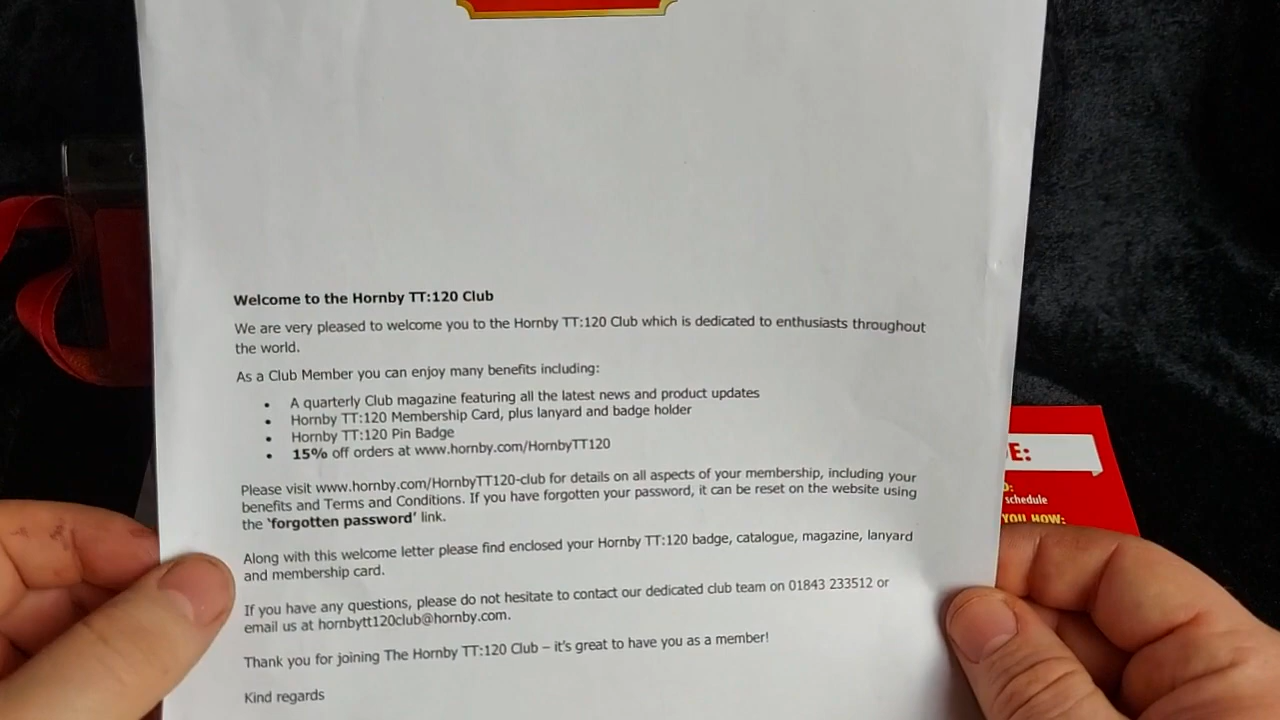 Welcome to the Hornby TT:120 Club
We are very pleased to welcome you to the Hornby TT:120 Club which is dedicated to enthusiasts throughout
the world.
As a Club Member you can enjoy many benefits including:
• A quarterly Club magazine featuring all the latest news and product updates
• Hornby TT:120 Membership Card, plus lanyard and badge holder
• Hornby TT:120 Pin Badge
• 15% off orders at www.hornby.com/HornbyTT120
Please visit www.hornby.com/HornbyTT120-club for details on all aspects of your membership, including your
benefits and Terms and Conditions. If you have forgotten your password, it can be reset on the website using
the 'forgotten password' link.
Along with this welcome letter please find enclosed your Hornby TT:120 badge, catalogue, magazine, lanyard
and membership card.
If you have any questions, please do not hesitate to contact our dedicated club team on 01843 233512 or
email us at hornbytt120club@hornby.com.
Thank you for joining The Hornby TT:120 Club – it's great to have you as a member!
Kind regards
E:
schedule
YOU HOW: